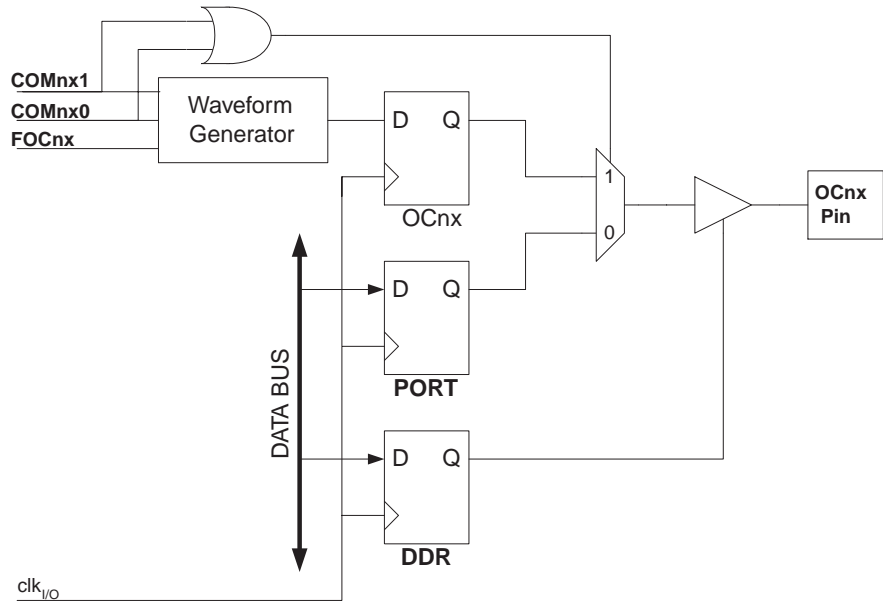 COMnx1
COMnx0
FOCnx
Waveform
Generator
D Q
OCnx
1
0
OCnx
Pin
D Q
PORT
DATA BUS
D Q
DDR
clkI/O